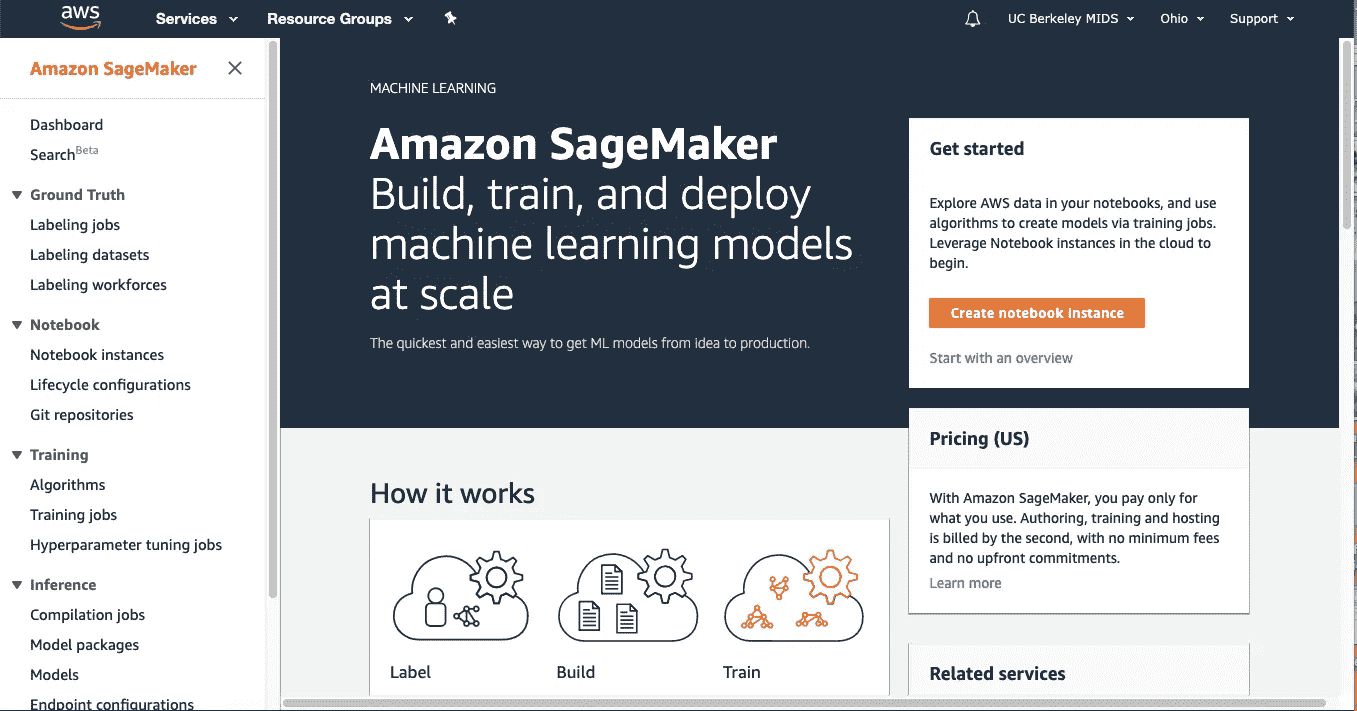 aws
Services
Resource Groups
UC Berkeley MIDS
Ohio
Support
Amazon SageMaker
Dashboard
Search Beta
Ground Truth
Labeling jobs
Labeling datasets
Labeling workforces
Notebook
Notebook instances
Lifecycle configurations
Git repositories
Training
Algorithms
Training jobs
Hyperparameter tuning jobs
Inference
Compilation jobs
Model packages
Models
Endpoint configurations
MACHINE LEARNING
Amazon SageMaker
Build, train, and deploy
machine learning models
at scale
The quickest and easiest way to get ML models from idea to production.
Get started
Explore AWS data in your notebooks, and use
algorithms to create models via training jobs.
Leverage Notebook instances in the cloud to
begin.
Create notebook instance
Start with an overview
Pricing (US)
With Amazon SageMaker, you pay only for
what you use. Authoring, training and hosting
is billed by the second, with no minimum fees
and no upfront commitments.
Learn more
How it works
Label
Build
Train
Related services